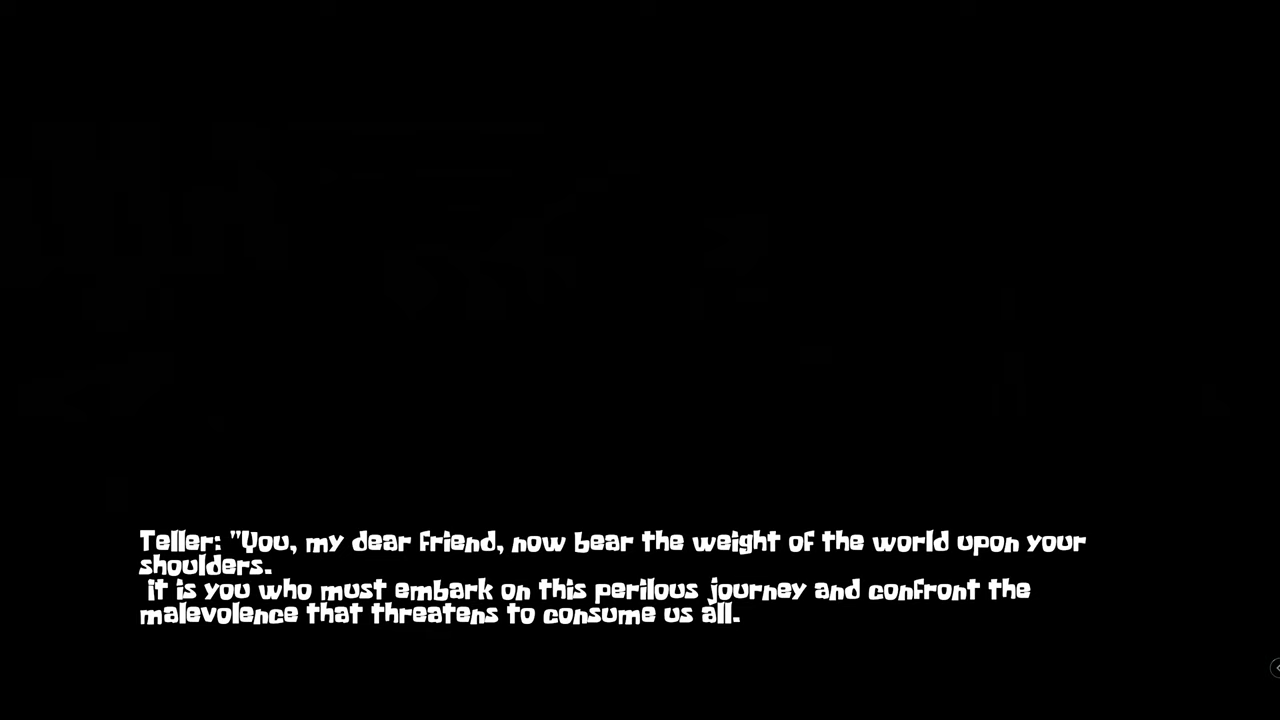 Teller: "You, my dear friend, now bear the weight of the world upon your
shoulders.
it is you who must embark on this perilous journey and confront the
malevolence that threatens to consume us all.